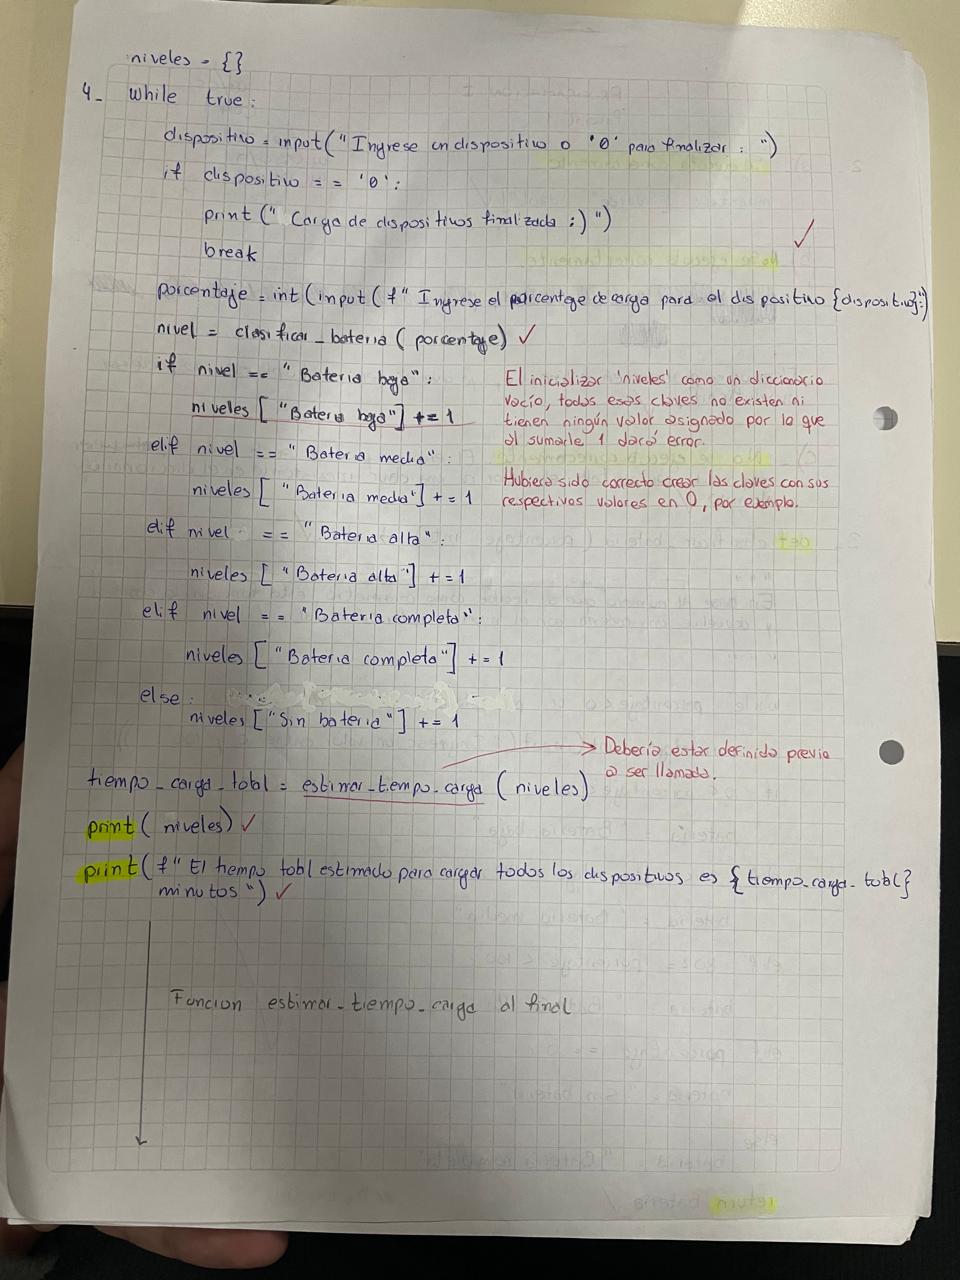 niveles = {}
4- while true:
dispositivo = input("Ingrese un dispositivo o '0' para finalizar: ")
if dispositivo == '0':
print ("Carga de dispositivos finalizada :)")
break
porcentaje = int(input(f"Ingrese el porcentaje de carga para el dispositivo {dispositivo}:")
nivel = clasificar_bateria (porcentaje) ✓
if nivel == "Bateria baja":
niveles ["Bateria baja"] += 1
elif nivel == "Bateria media":
niveles ["Bateria media"] += 1
elif nivel == "Bateria alta":
niveles ["Bateria alta"] += 1
elif nivel == "Bateria completa":
niveles ["Bateria completa"] += 1
else:
niveles ["Sin bateria"] += 1
El inicializar 'niveles' como un diccionario
vacío, todas esas claves no existen ni
tienen ningún valor asignado por lo que
al sumarle 1 dará error.
Hubiera sido correcto crear las claves con sus
respectivos valores en 0, por ejemplo.
→ Debería estar definido previo
a ser llamada.
tiempo_carga_total = estimar_tiempo_carga (niveles)
print (niveles) ✓
print (f"El tiempo total estimado para cargar todos los dispositivos es {tiempo_carga_total}
minutos") ✓
Funcion estimar_tiempo_carga al final